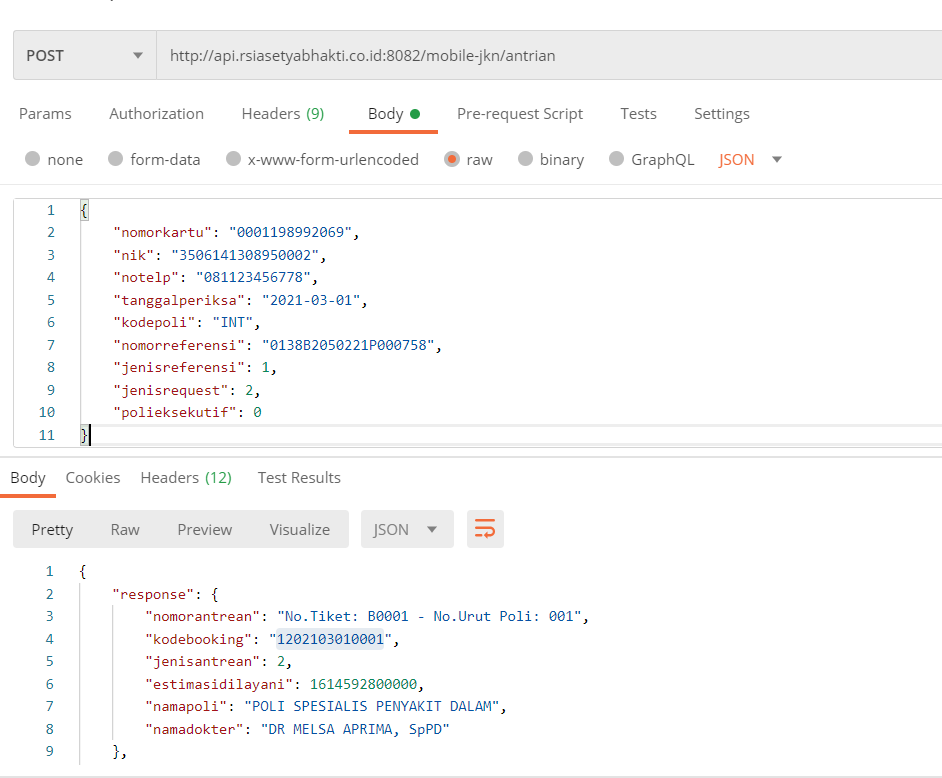 POST http://api.rsiasetyabhakti.co.id:8082/mobile-jkn/antrian
Params Authorization Headers (9) Body Pre-request Script Tests Settings
none form-data x-www-form-urlencoded raw binary GraphQL JSON
1 {
2 "nomorkartu": "0001198992069",
3 "nik": "3506141308950002",
4 "notelp": "081123456778",
5 "tanggalperiksa": "2021-03-01",
6 "kodepoli": "INT",
7 "nomorreferensi": "0138B2050221P000758",
8 "jenisreferensi": 1,
9 "jenisrequest": 2,
10 "polieksekutif": 0
11 }
Body Cookies Headers (12) Test Results
Pretty Raw Preview Visualize JSON
1 {
2 "response": {
3 "nomorantrean": "No.Tiket: B0001 - No.Urut Poli: 001",
4 "kodebooking": "1202103010001",
5 "jenisantrean": 2,
6 "estimasidilayani": 1614592800000,
7 "namapoli": "POLI SPESIALIS PENYAKIT DALAM",
8 "namadokter": "DR MELSA APRIMA, SpPD"
9 },